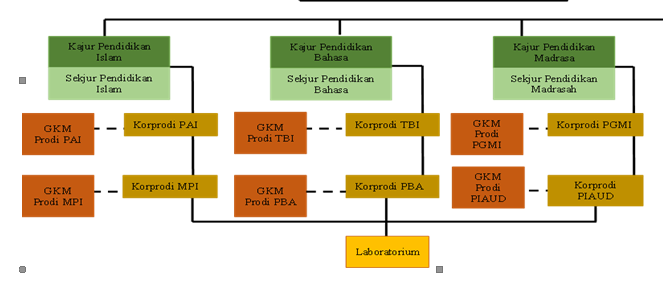 Kajur Pendidikan
Islam
Sekjur Pendidikan
Islam
Kajur Pendidikan
Bahasa
Sekjur Pendidikan
Bahasa
Kajur Pendidikan
Madrasa
Sekjur Pendidikan
Madrasah
GKM
Prodi PAI
Korprodi PAI
GKM
Prodi TBI
Korprodi TBI
GKM
Prodi
PGMI
Korprodi PGMI
GKM
Prodi MPI
Korprodi MPI
GKM
Prodi PBA
Korprodi PBA
GKM
Prodi
PIAUD
Korprodi
PIAUD
Laboratorium